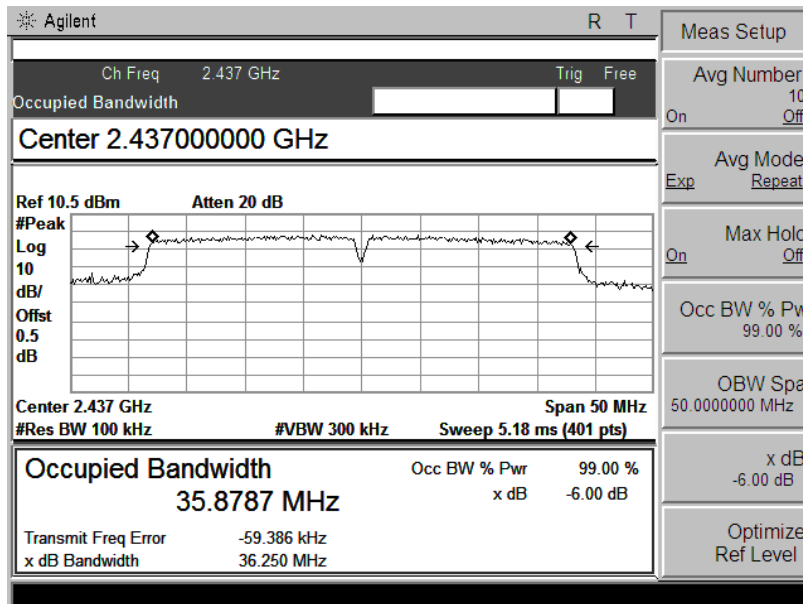 Agilent R T
Ch Freq 2.437 GHz Trig Free
Occupied Bandwidth
Center 2.437000000 GHz
Ref 10.5 dBm Atten 20 dB
#Peak
Log
10
dB/
Offst
0.5
dB
Center 2.437 GHz Span 50 MHz
#Res BW 100 kHz #VBW 300 kHz Sweep 5.18 ms (401 pts)
Occupied Bandwidth Occ BW % Pwr 99.00 %
35.8787 MHz x dB -6.00 dB
Transmit Freq Error -59.386 kHz
x dB Bandwidth 36.250 MHz
Meas Setup
Avg Number
10
On Off
Avg Mode
Exp Repeat
Max Hold
On Off
Occ BW % Pw
99.00 %
OBW Spa
50.0000000 MHz
x dB
-6.00 dB
Optimize
Ref Level